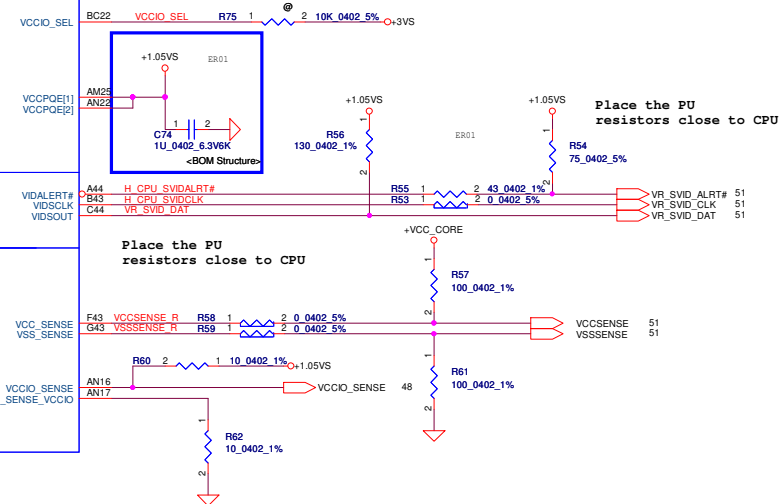 @
VCCIO_SEL BC22 VCCIO_SEL R75 1 2 10K_0402_5% +3VS
+1.05VS ER01
VCCPQE[1] AM25
VCCPQE[2] AN22
1 2
C74
1U_0402_6.3V6K
<BOM Structure>
+1.05VS
1
R56
130_0402_1%
2
ER01
+1.05VS
1
R54
75_0402_5%
2
Place the PU
resistors close to CPU
VIDALERT# A44 H_CPU_SVIDALRT# R55 1 2 43_0402_1% VR_SVID_ALRT# 51
VIDSCLK B43 H_CPU_SVIDCLK R53 1 2 0_0402_5% VR_SVID_CLK 51
VIDSOUT C44 VR_SVID_DAT VR_SVID_DAT 51
Place the PU
resistors close to CPU
+VCC_CORE
1
R57
100_0402_1%
2
VCC_SENSE F43 VCCSENSE_R R58 1 2 0_0402_5% VCCSENSE 51
VSS_SENSE G43 VSSSENSE_R R59 1 2 0_0402_5% VSSSENSE 51
R60 2 1 10_0402_1% +1.05VS
1
R61
100_0402_1%
2
VCCIO_SENSE AN16 VCCIO_SENSE 48
_SENSE_VCCIO AN17
1
R62
10_0402_1%
2